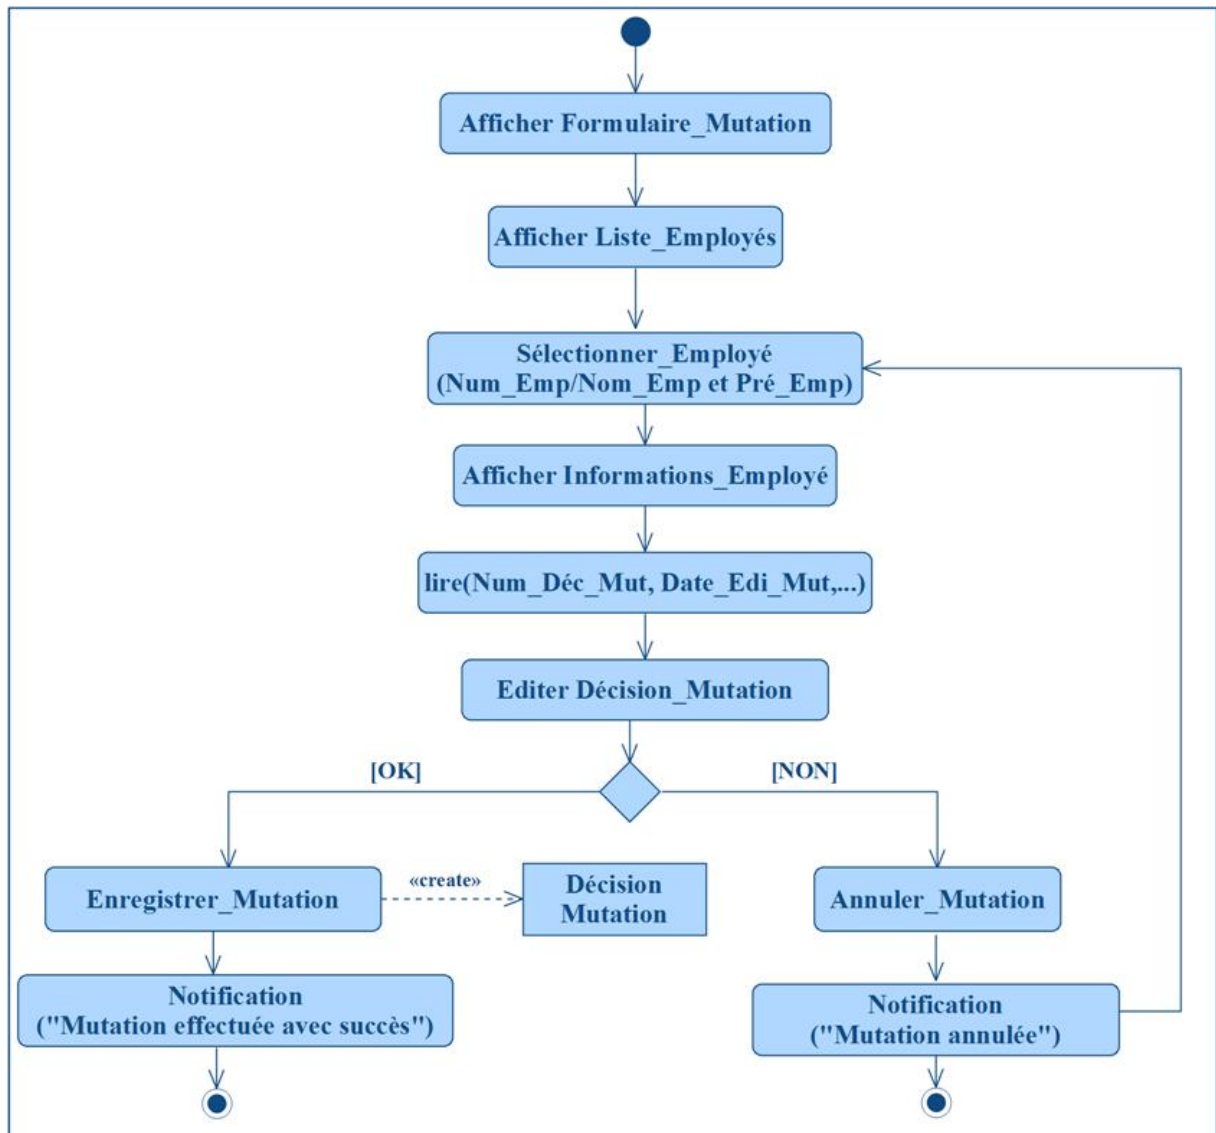 Afficher Formulaire_Mutation
Afficher Liste_Employés
Sélectionner_Employé
(Num_Emp/Nom_Emp et Pré_Emp)
Afficher Informations_Employé
lire(Num_Déc_Mut, Date_Edi_Mut,...)
Editer Décision_Mutation
[OK]
[NON]
Enregistrer_Mutation
«create»
Décision
Mutation
Annuler_Mutation
Notification
("Mutation effectuée avec succès")
Notification
("Mutation annulée")